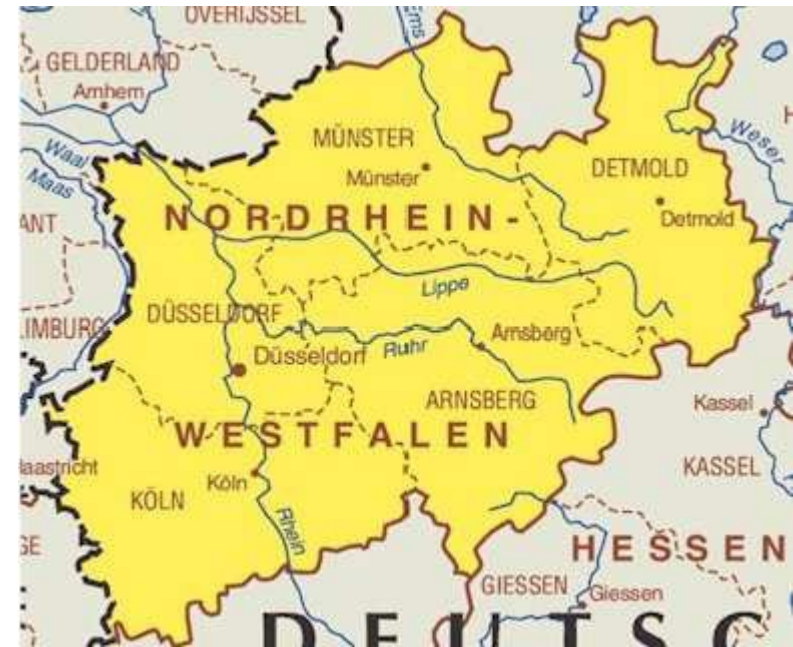 OVERIJSSEL
Ems
GELDERLAND
Arnhem
Waal
Maas
MÜNSTER
Münster
DETMOLD
Weser
Detmold
NORDRHEIN-
ANT
Lippe
LIMBURG
DÜSSELDORF
Düsseldorf
Ruhr
Arnsberg
ARNSBERG
Kassel
WESTFALEN
aastricht
Köln
KÖLN
KASSEL
Rhein
GE
HESSEN
GIESSEN
Giessen
DEUTSC